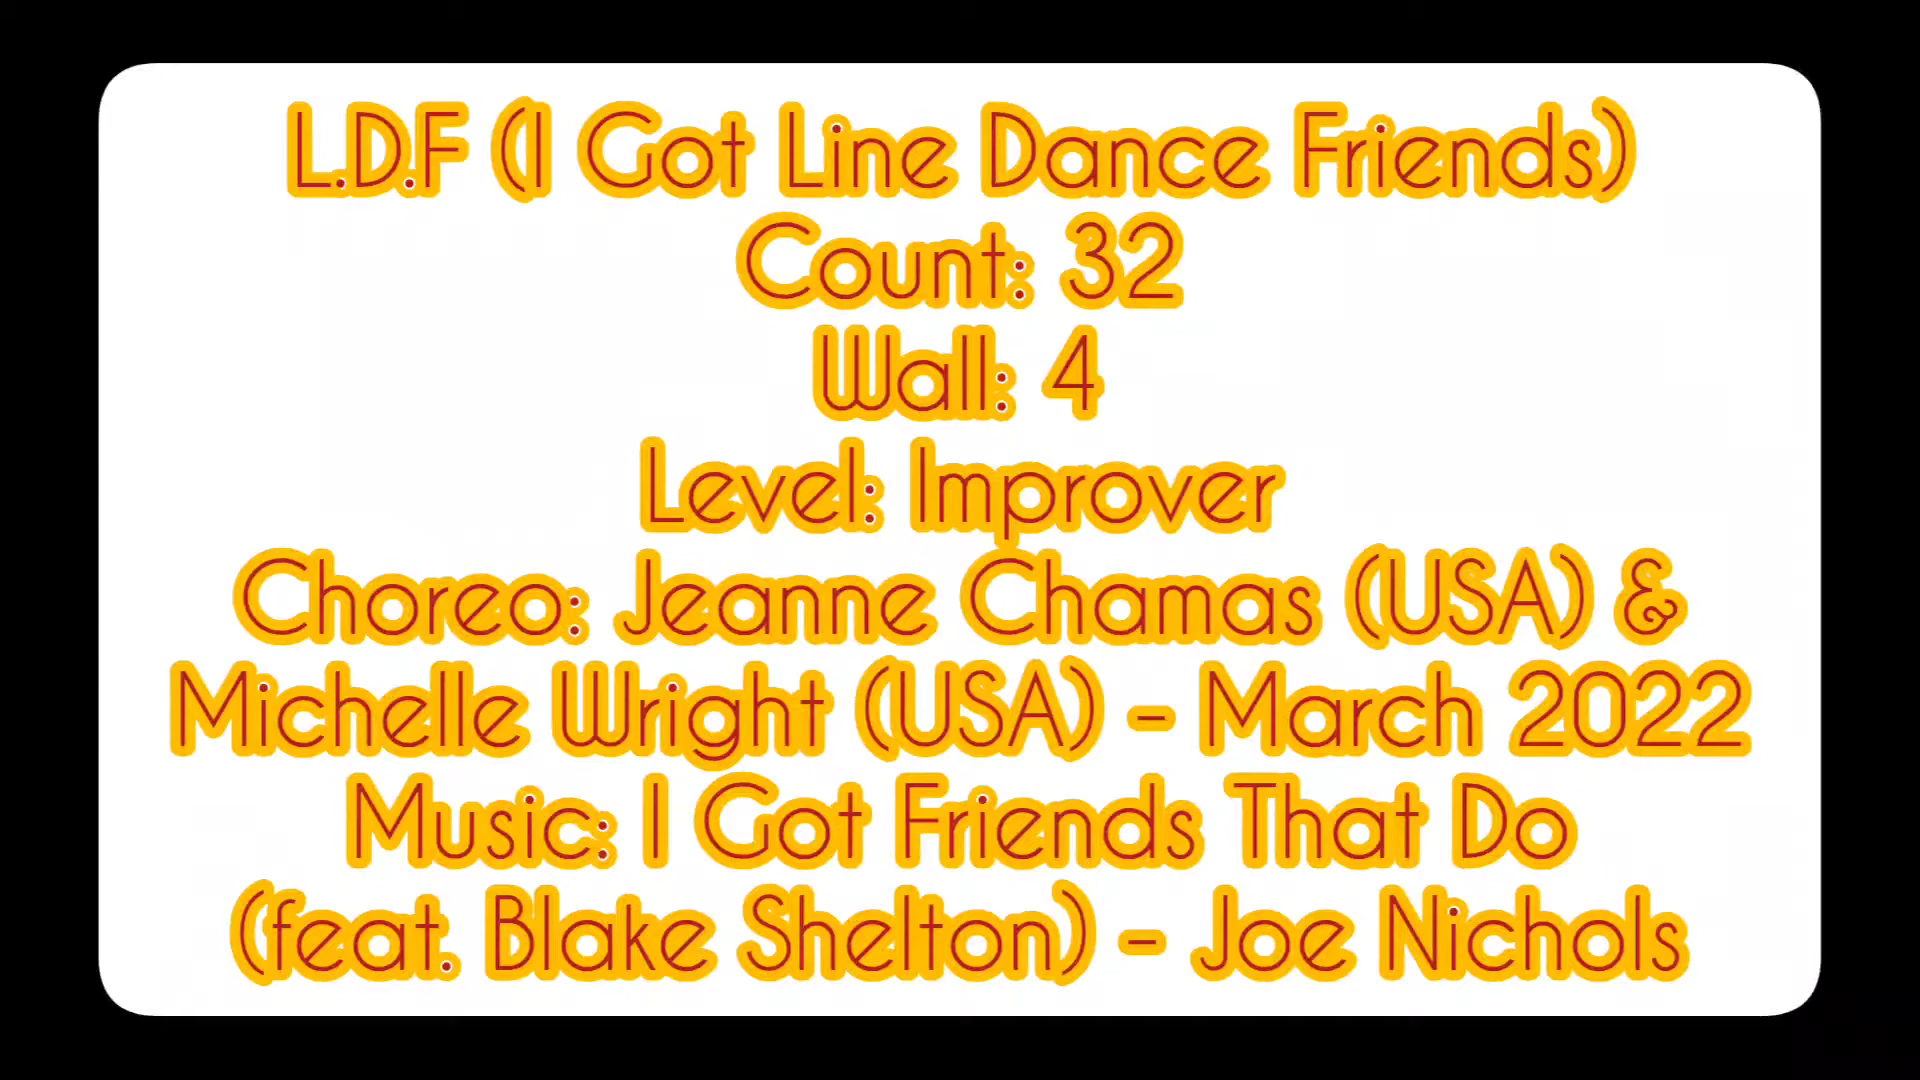 L.D.F (I Got Line Dance Friends)
Count: 32
Wall: 4
Level: Improver
Choreo: Jeanne Chamas (USA) &
Michelle Wright (USA) - March 2022
Music: I Got Friends That Do
(feat. Blake Shelton) - Joe Nichols